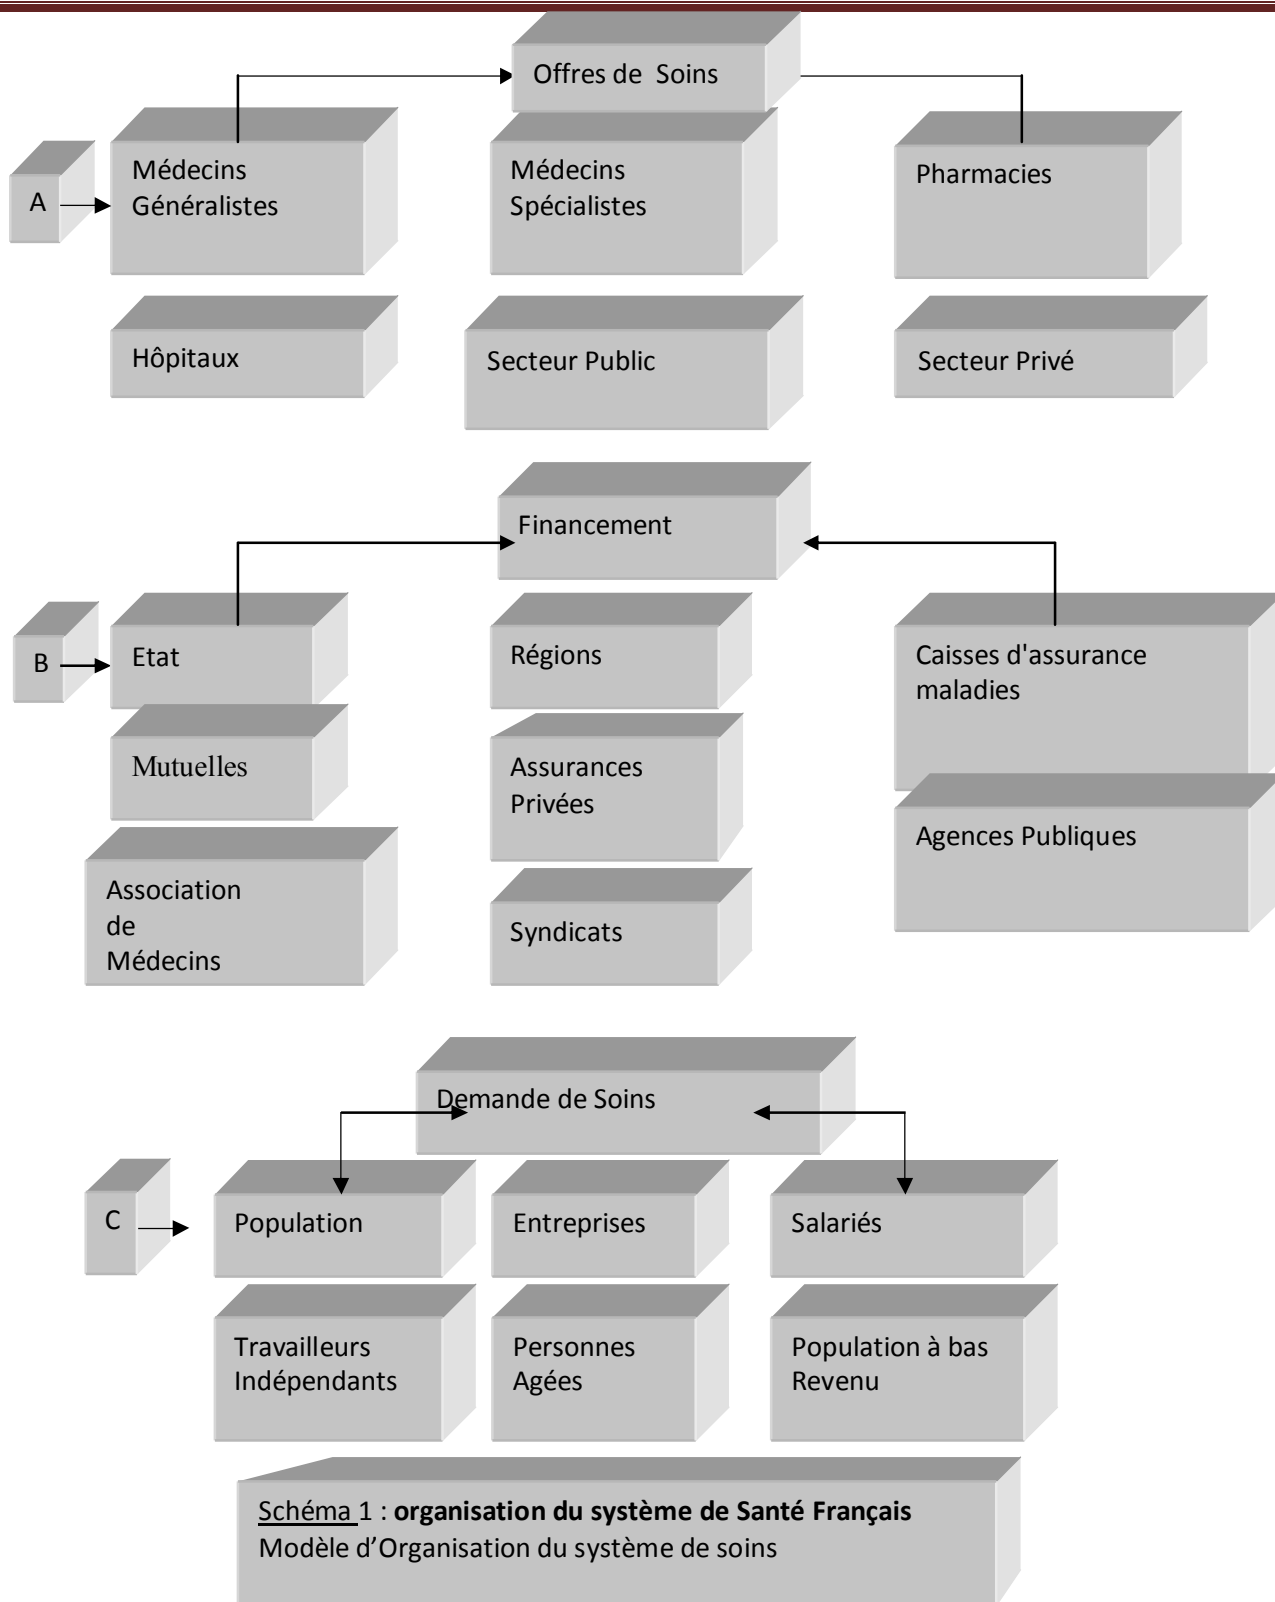 Offres de Soins
A
Médecins
Généralistes
Médecins
Spécialistes
Pharmacies
Hôpitaux
Secteur Public
Secteur Privé
Financement
B
Etat
Régions
Caisses d'assurance
maladies
Mutuelles
Assurances
Privées
Agences Publiques
Association
de
Médecins
Syndicats
Demande de Soins
C
Population
Entreprises
Salariés
Travailleurs
Indépendants
Personnes
Agées
Population à bas
Revenu
Schéma 1 : organisation du système de Santé Français
Modèle d’Organisation du système de soins